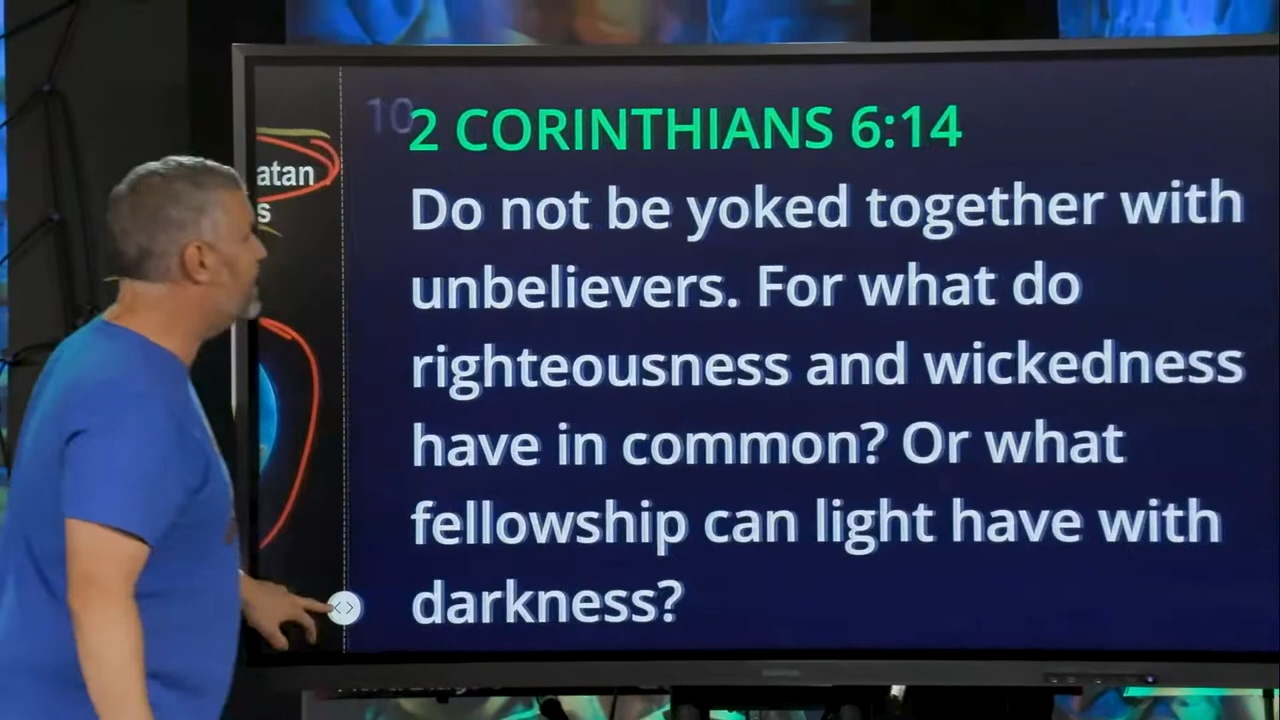 10
2 CORINTHIANS 6:14
atan
s
Do not be yoked together with
unbelievers. For what do
righteousness and wickedness
have in common? Or what
fellowship can light have with
darkness?